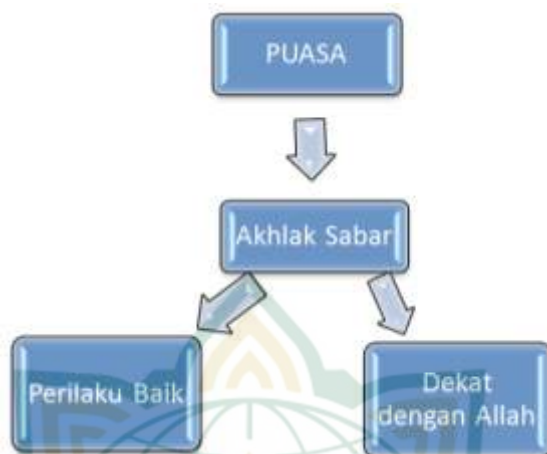 PUASA
Akhlak Sabar
Perilaku Baik
Dekat
dengan Allah